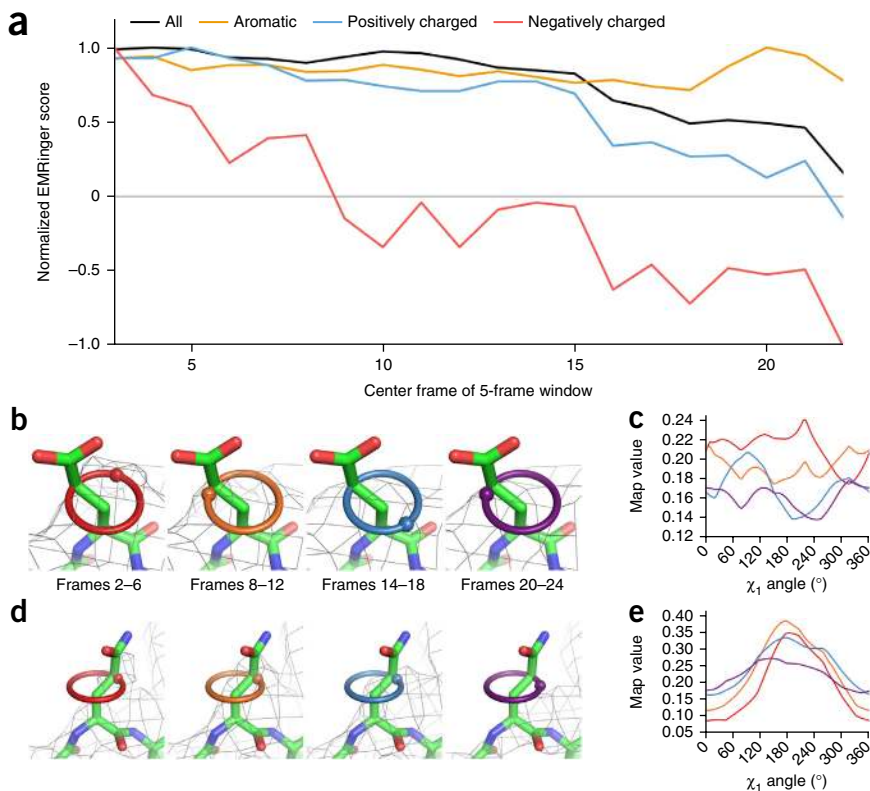 a
All Aromatic Positively charged Negatively charged
Normalized EMRinger score
1.0
0.5
0
–0.5
–1.0
5 10 15 20
Center frame of 5-frame window
b
Frames 2–6 Frames 8–12 Frames 14–18 Frames 20–24
c
Map value
0.24
0.22
0.20
0.18
0.16
0.14
0.12
0 60 120 180 240 300 360
χ1 angle (°)
d
e
Map value
0.40
0.35
0.30
0.25
0.20
0.15
0.10
0.05
0 60 120 180 240 300 360
χ1 angle (°)